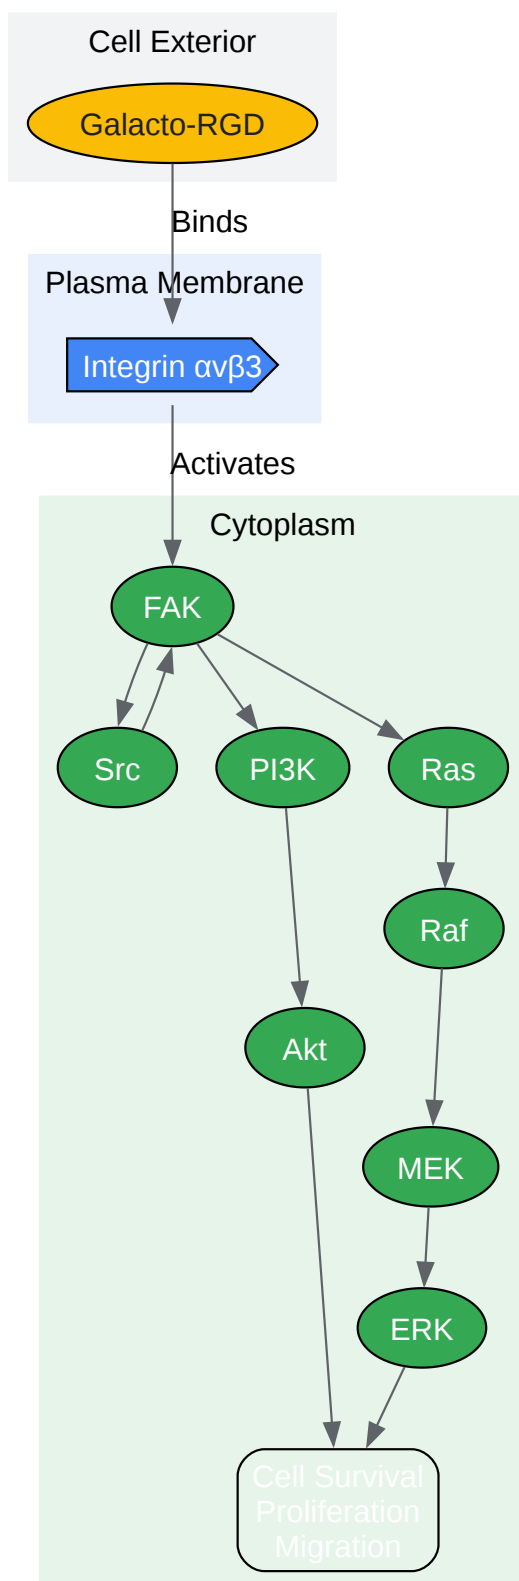 Cell Exterior
Galacto-RGD
Binds
Plasma Membrane
Integrin αvβ3
Activates
Cytoplasm
FAK
Src
PI3K
Ras
Raf
Akt
MEK
ERK
Cell Survival
Proliferation
Migration